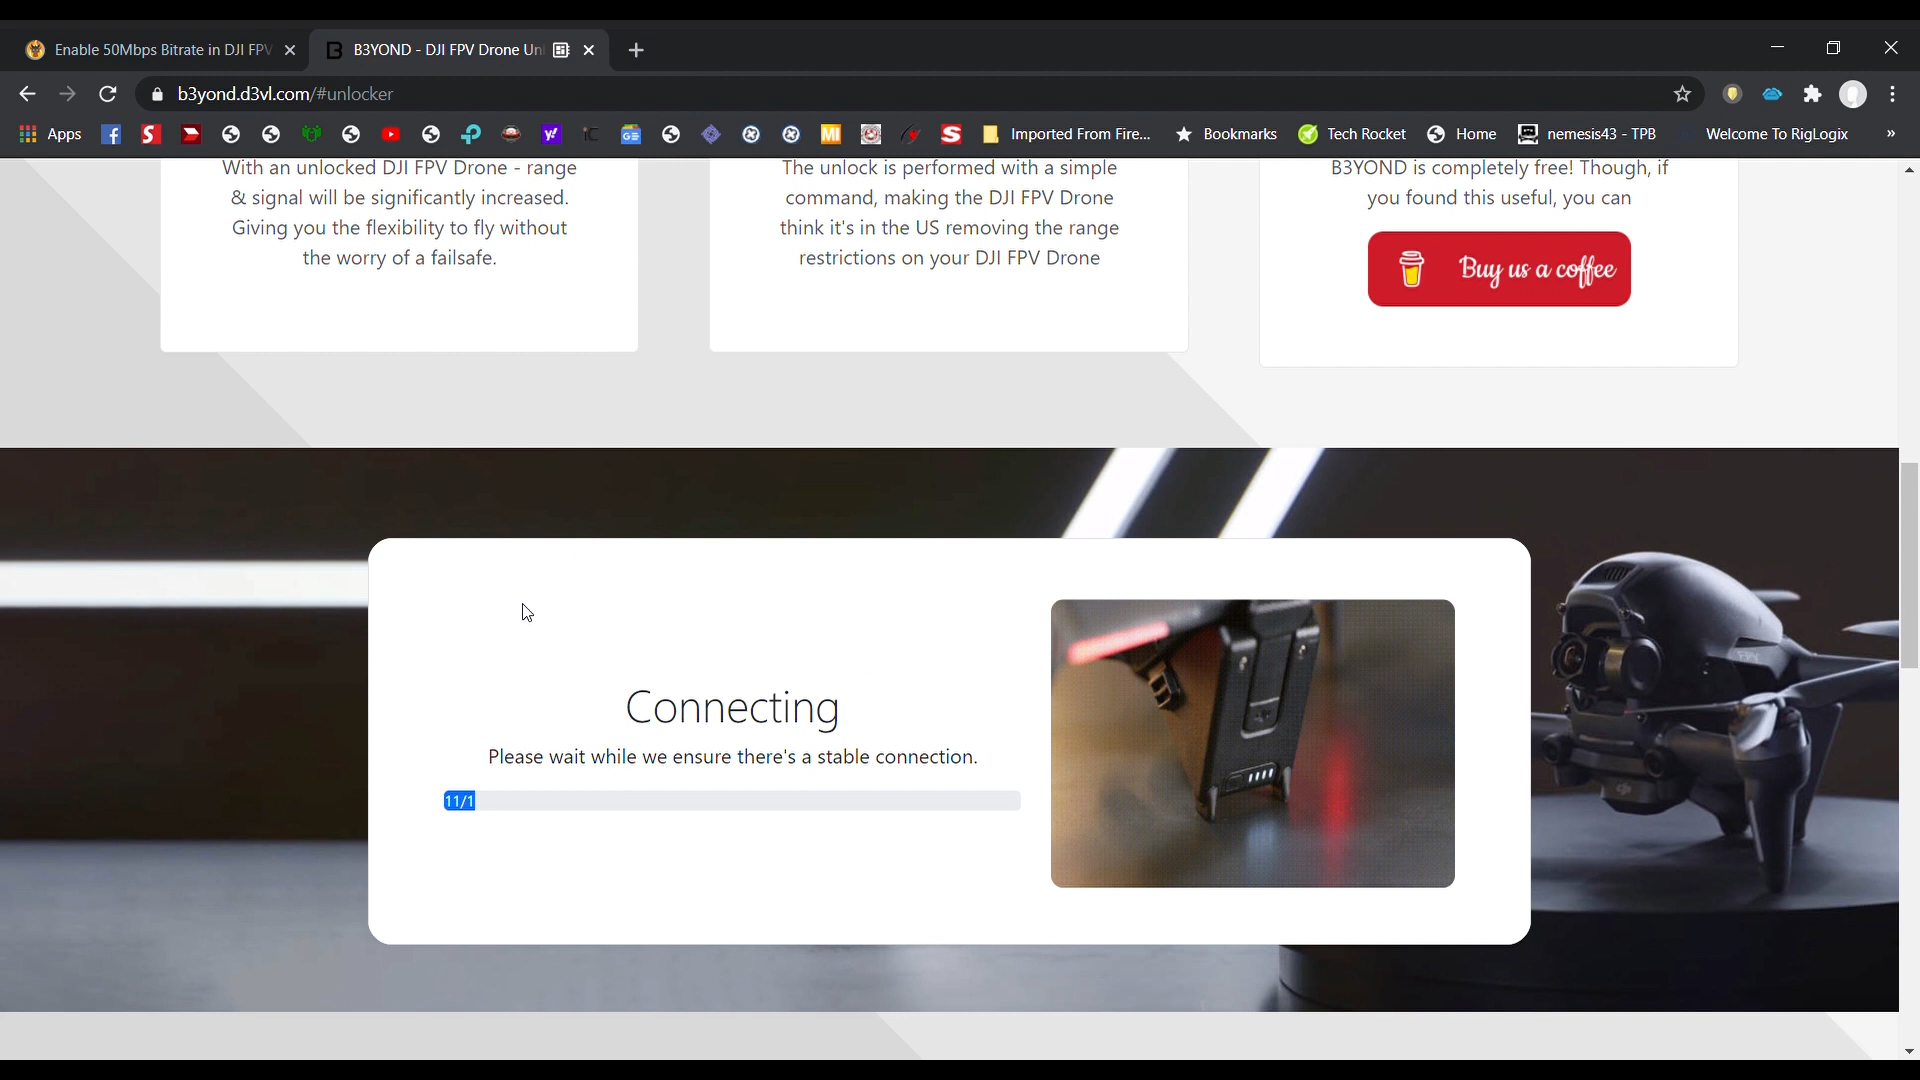 Enable 50Mbps Bitrate in DJI FPV
B3YOND - DJI FPV Drone Un
b3yond.d3vl.com/#unlocker
Apps
Imported From Fire...
Bookmarks
Tech Rocket
Home
nemesis43 - TPB
Welcome To RigLogix
»
With an unlocked DJI FPV Drone - range
& signal will be significantly increased.
Giving you the flexibility to fly without
the worry of a failsafe.
The unlock is performed with a simple
command, making the DJI FPV Drone
think it's in the US removing the range
restrictions on your DJI FPV Drone
B3YOND is completely free! Though, if
you found this useful, you can
Buy us a coffee
Connecting
Please wait while we ensure there's a stable connection.
11/1